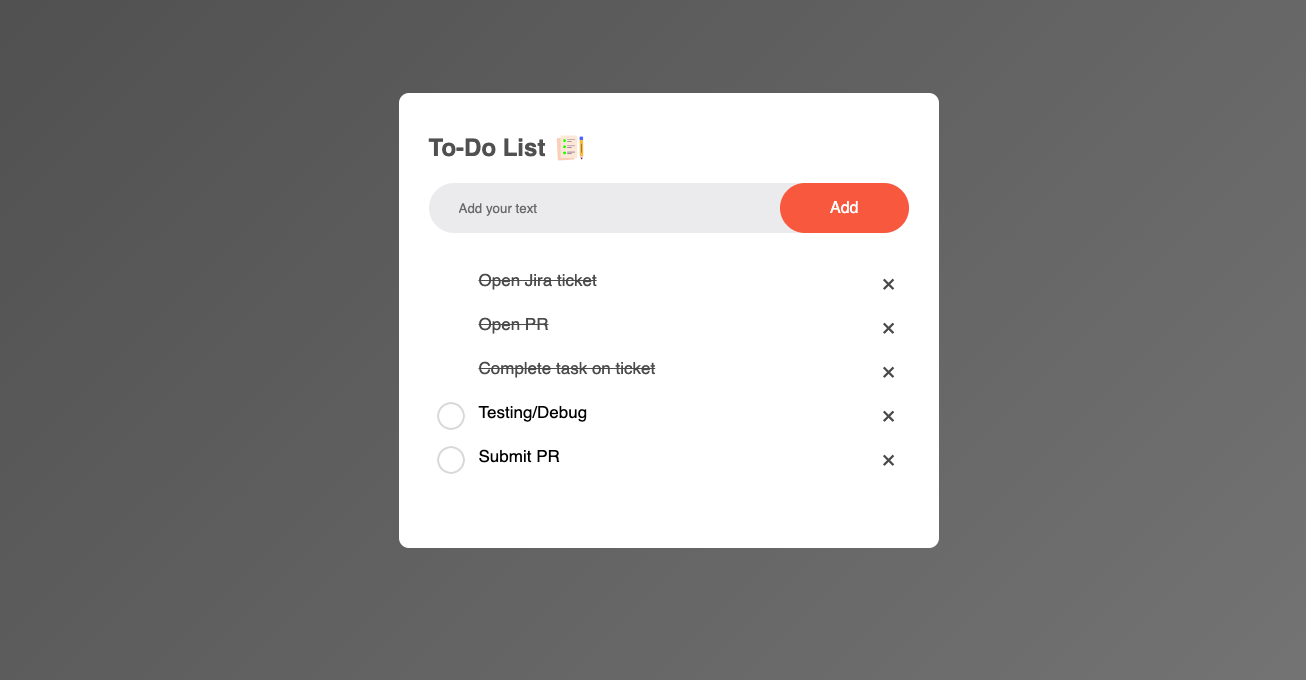 To-Do List
Add your text
Add
Open Jira ticket
Open PR
Complete task on ticket
Testing/Debug
Submit PR